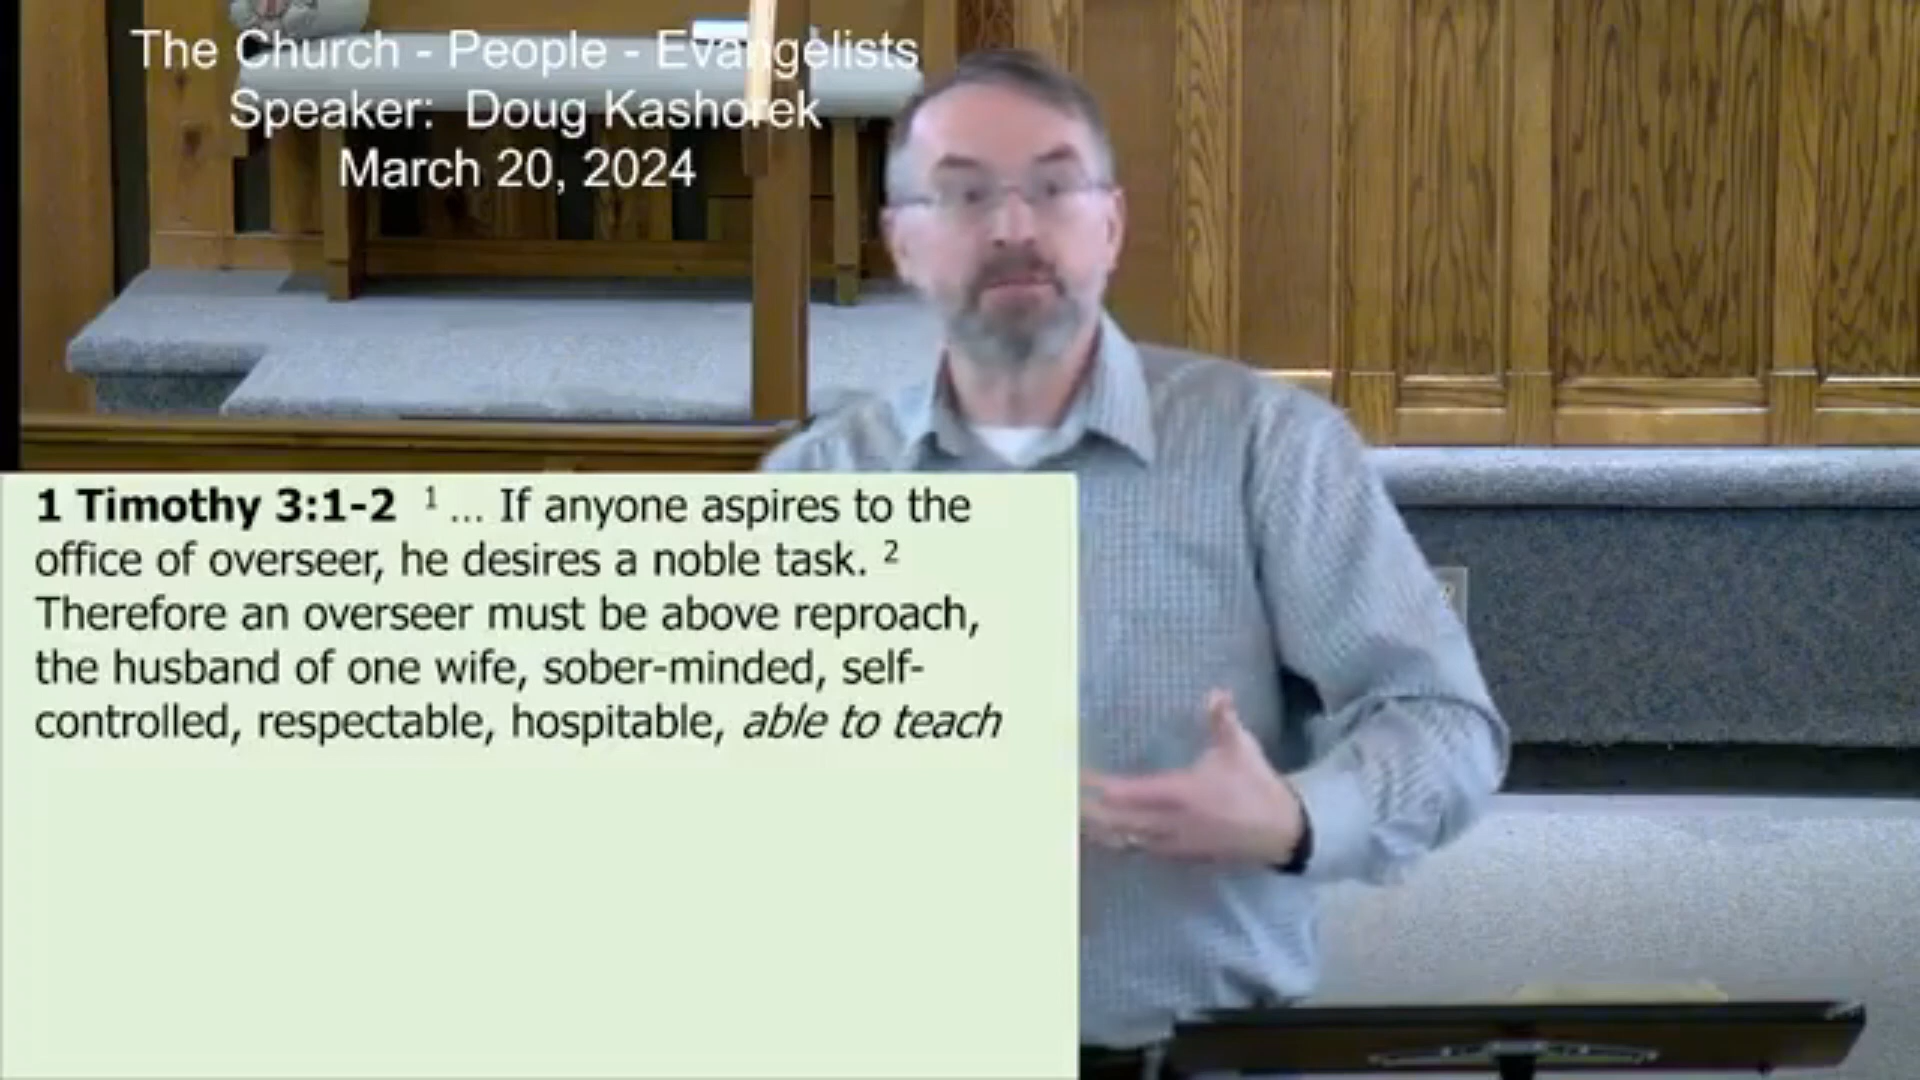 The Church - People - Evangelists
Speaker: Doug Kashorek
March 20, 2024
1 Timothy 3:1-2 1 ... If anyone aspires to the
office of overseer, he desires a noble task. 2
Therefore an overseer must be above reproach,
the husband of one wife, sober-minded, self-
controlled, respectable, hospitable, able to teach